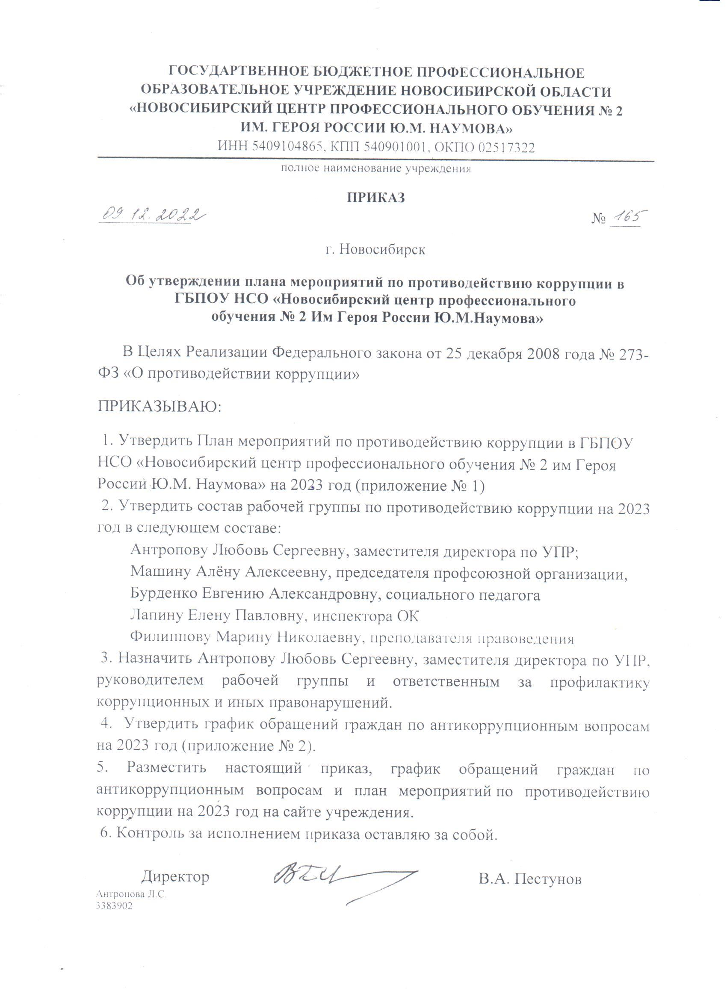 ГОСУДАРТВЕННОЕ БЮДЖЕТНОЕ ПРОФЕССИОНАЛЬНОЕ
ОБРАЗОВАТЕЛЬНОЕ УЧРЕЖДЕНИЕ НОВОСИБИРСКОЙ ОБЛАСТИ
«НОВОСИБИРСКИЙ ЦЕНТР ПРОФЕССИОНАЛЬНОГО ОБУЧЕНИЯ № 2
ИМ. ГЕРОЯ РОССИИ Ю.М. НАУМОВА»
ИНН 5409104865, КПП 540901001, ОКПО 02517322
полное наименование учреждения
ПРИКАЗ
09.12.2022 № 165
г. Новосибирск
Об утверждении плана мероприятий по противодействию коррупции в
ГБПОУ НСО «Новосибирский центр профессионального
обучения № 2 Им Героя России Ю.М.Наумова»
В Целях Реализации Федерального закона от 25 декабря 2008 года № 273-
ФЗ «О противодействии коррупции»
ПРИКАЗЫВАЮ:
1. Утвердить План мероприятий по противодействию коррупции в ГБПОУ
НСО «Новосибирский центр профессионального обучения № 2 им Героя
России Ю.М. Наумова» на 2023 год (приложение № 1)
2. Утвердить состав рабочей группы по противодействию коррупции на 2023
год в следующем составе:
Антропову Любовь Сергеевну, заместителя директора по УПР;
Машину Алёну Алексеевну, председателя профсоюзной организации,
Бурденко Евгению Александровну, социального педагога
Лапину Елену Павловну, инспектора ОК
Филиппову Марину Николаевну, преподавателя правоведения
3. Назначить Антропову Любовь Сергеевну, заместителя директора по УПР,
руководителем рабочей группы и ответственным за профилактику
коррупционных и иных правонарушений.
4. Утвердить график обращений граждан по антикоррупционным вопросам
на 2023 год (приложение № 2).
5. Разместить настоящий приказ, график обращений граждан по
антикоррупционным вопросам и план мероприятий по противодействию
коррупции на 2023 год на сайте учреждения.
6. Контроль за исполнением приказа оставляю за собой.
Директор В.А. Пестунов
Антропова Л.С.
3383902